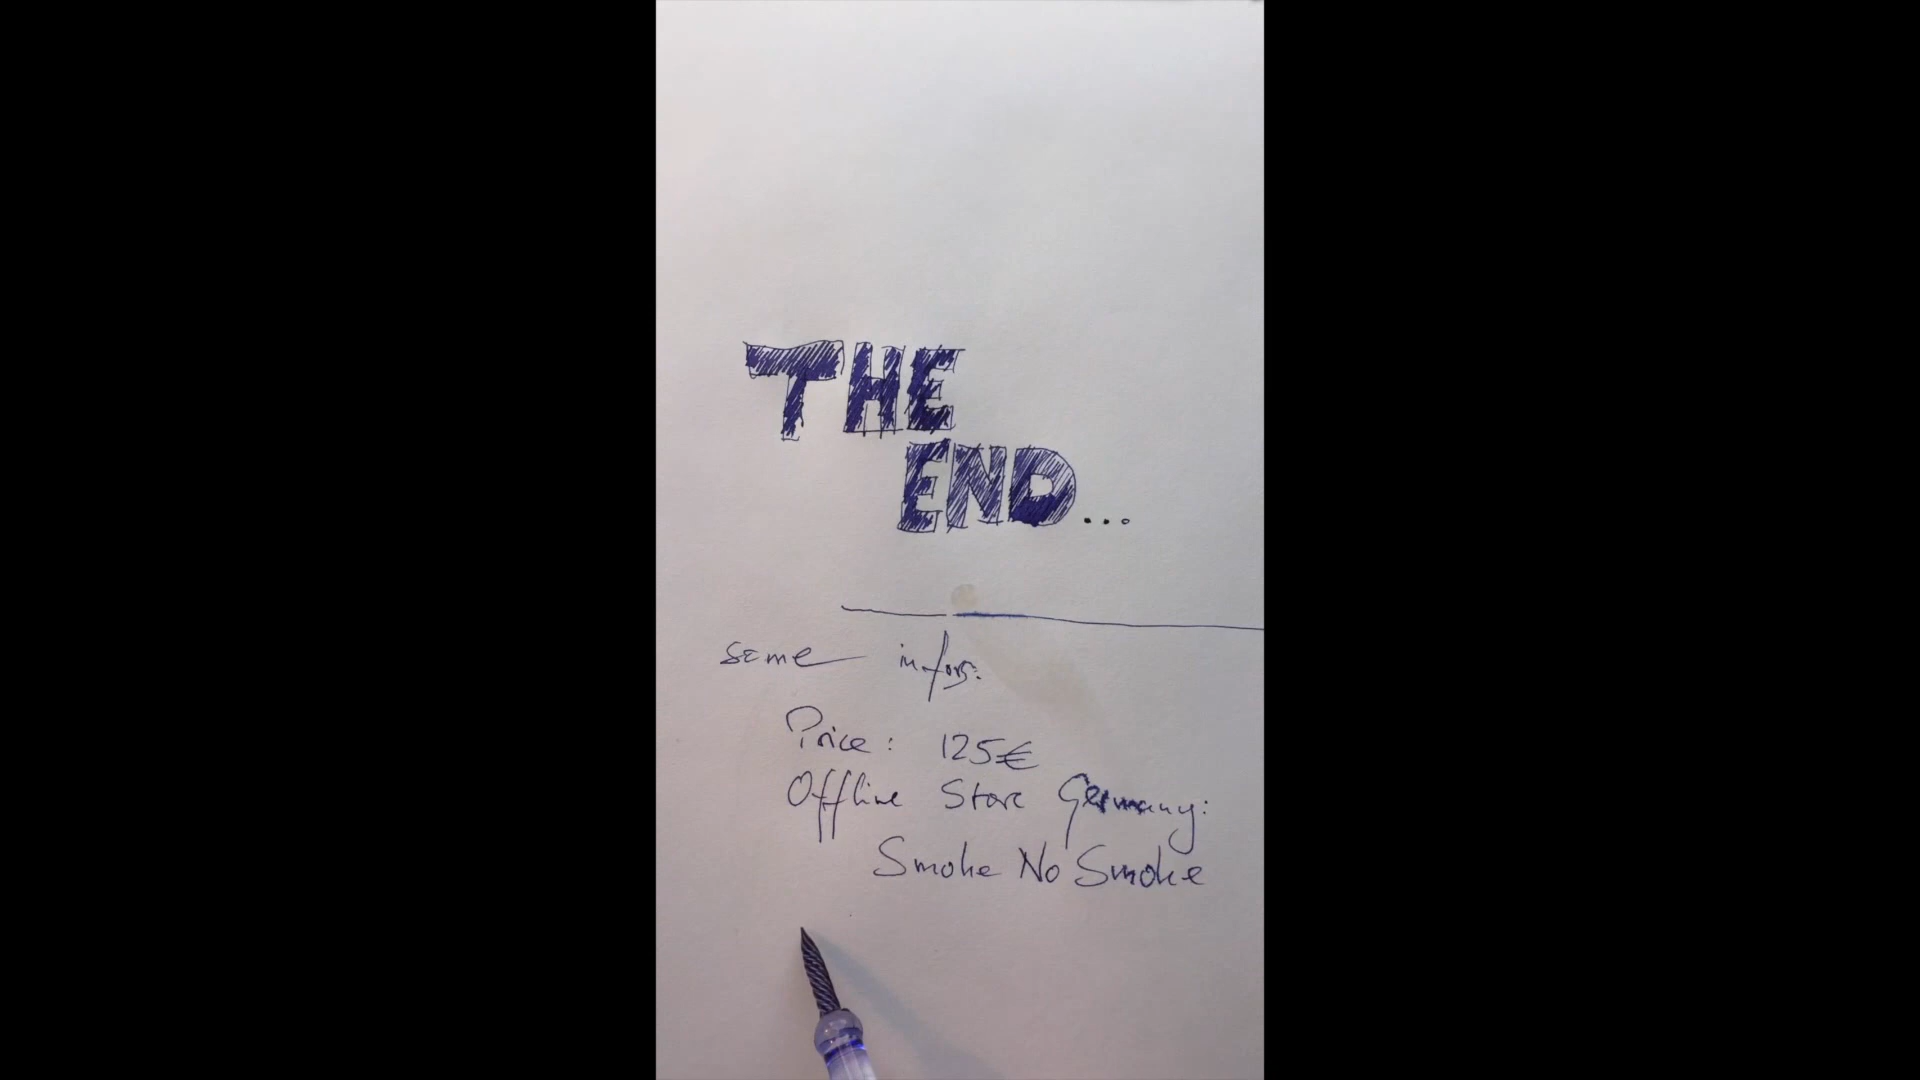 THE
END...
some infos:
Price: 125€
Offline Store Germany:
Smoke No Smoke